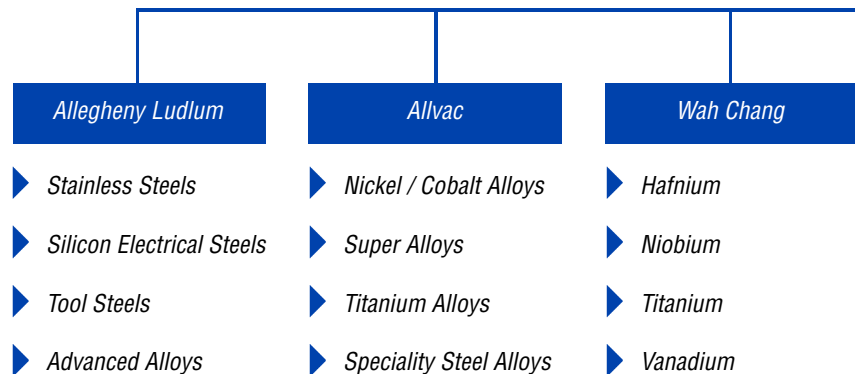 Allegheny Ludlum
Stainless Steels
Silicon Electrical Steels
Tool Steels
Advanced Alloys
Allvac
Nickel / Cobalt Alloys
Super Alloys
Titanium Alloys
Speciality Steel Alloys
Wah Chang
Hafnium
Niobium
Titanium
Vanadium